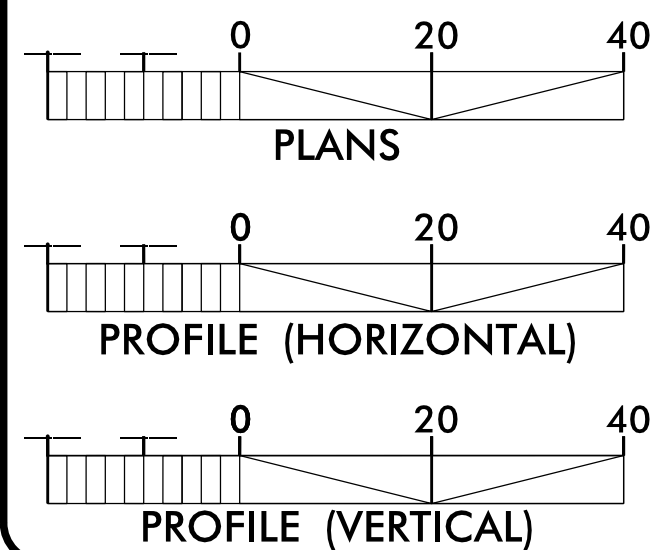 0 20 40
PLANS
0 20 40
PROFILE (HORIZONTAL)
0 20 40
PROFILE (VERTICAL)